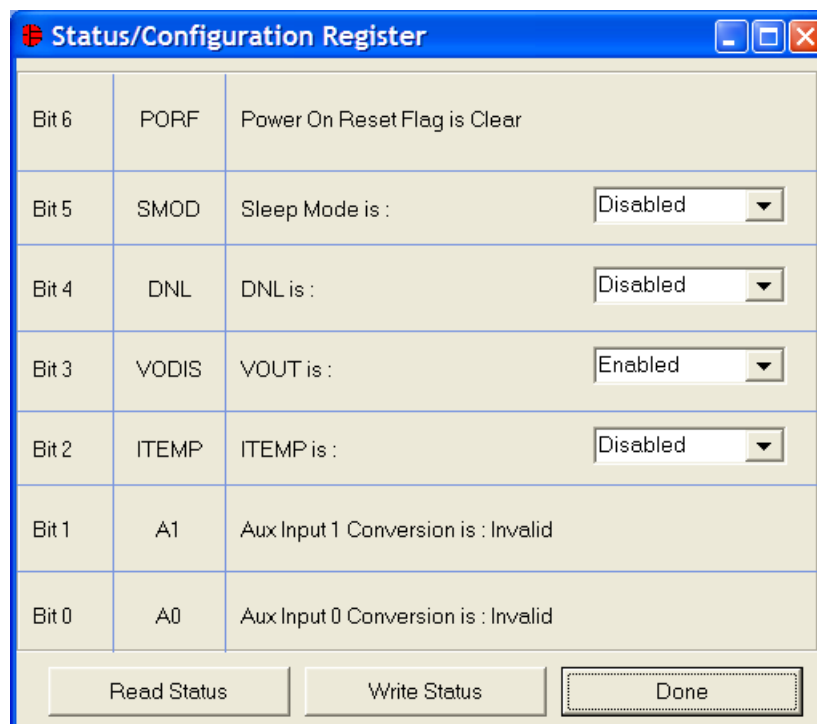 Status/Configuration Register
Bit 6 PORF Power On Reset Flag is Clear
Bit 5 SMOD Sleep Mode is : Disabled
Bit 4 DNL DNL is : Disabled
Bit 3 VODIS VOUT is : Enabled
Bit 2 ITEMP ITEMP is : Disabled
Bit 1 A1 Aux Input 1 Conversion is : Invalid
Bit 0 A0 Aux Input 0 Conversion is : Invalid
Read Status Write Status Done